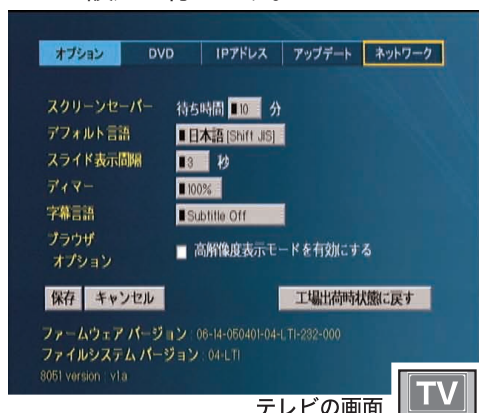 オプション DVD IPアドレス アップデート ネットワーク
スクリーンセーバー 待ち時間 10 分
デフォルト言語 日本語 [Shift JIS]
スライド表示間隔 3 秒
ディマー 100%
字幕言語 Subtitle Off
ブラウザ
オプション 高解像度表示モードを有効にする
保存 キャンセル 工場出荷時状態に戻す
ファームウェア バージョン : 06-14-050401-04-LTI-232-000
ファイルシステム バージョン : 04-LTI
8051 version : v1.a
テレビの画面 TV